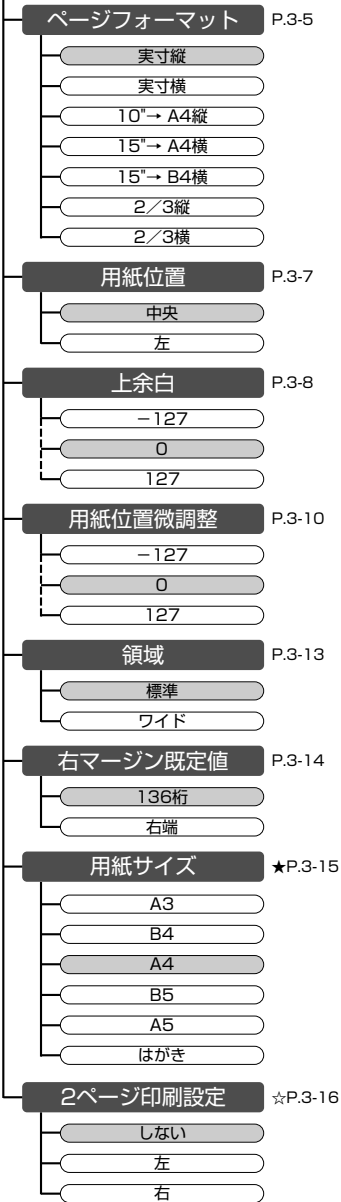 ページフォーマット P.3-5
実寸縦
実寸横
10"→ A4縦
15"→ A4横
15"→ B4横
2／3縦
2／3横
用紙位置 P.3-7
中央
左
上余白 P.3-8
－127
0
127
用紙位置微調整 P.3-10
－127
0
127
領域 P.3-13
標準
ワイド
右マージン既定値 P.3-14
136桁
右端
用紙サイズ ★P.3-15
A3
B4
A4
B5
A5
はがき
2ページ印刷設定 ☆P.3-16
しない
左
右